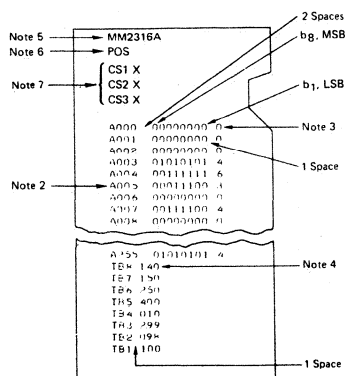 2 Spaces
Note 5 MM2316A b8, MSB
Note 6 POS
Note 7 CS1 X
CS2 X
CS3 X
b1, LSB
A000 00000000 0 Note 3
A001 00000000 0
A002 00000000 0
1 Space
A003 01010101 4
A004 00111111 6
Note 2 A005 00011100 3
A006 00000000 0
A007 00111100 4
A008 00000000 0
A255 01010101 4
TB8 140 Note 4
TB7 150
TB6 250
TB5 400
TB4 010
TB3 299
TB2 098
TB1 100
1 Space